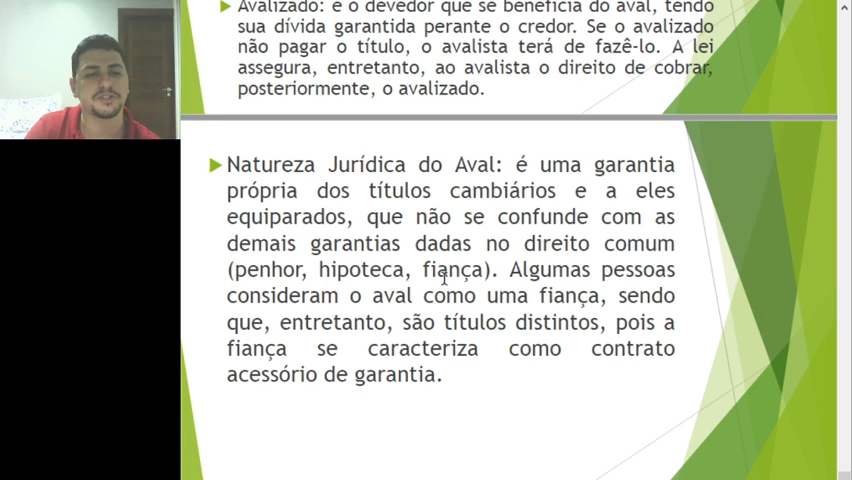 Avalizado: é o devedor que se beneficia do aval, tendo
sua dívida garantida perante o credor. Se o avalizado
não pagar o título, o avalista terá de fazê-lo. A lei
assegura, entretanto, ao avalista o direito de cobrar,
posteriormente, o avalizado.
Natureza Jurídica do Aval: é uma garantia
própria dos títulos cambiários e a eles
equiparados, que não se confunde com as
demais garantias dadas no direito comum
(penhor, hipoteca, fiança). Algumas pessoas
consideram o aval como uma fiança, sendo
que, entretanto, são títulos distintos, pois a
fiança se caracteriza como contrato
acessório de garantia.